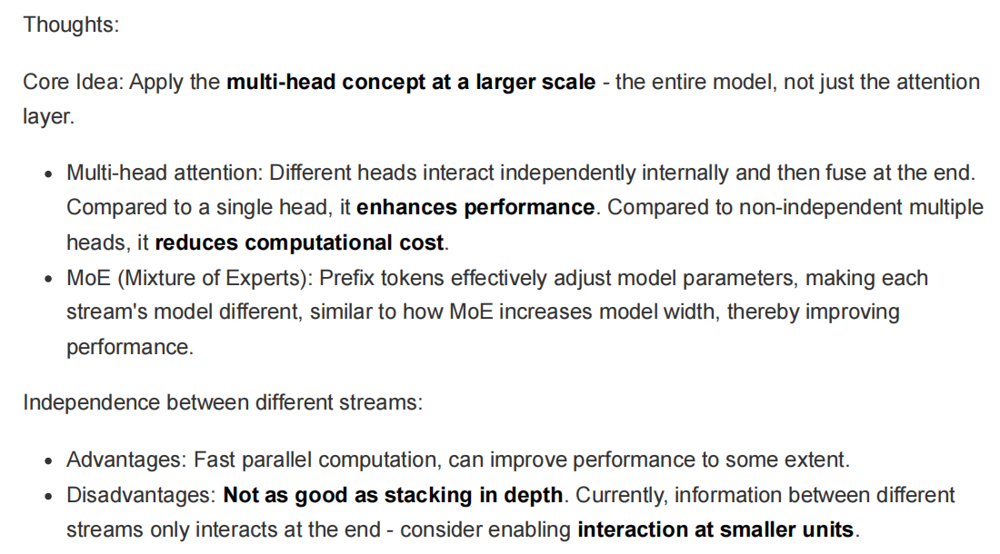 Thoughts:
Core Idea: Apply the multi-head concept at a larger scale - the entire model, not just the attention
layer.
• Multi-head attention: Different heads interact independently internally and then fuse at the end.
Compared to a single head, it enhances performance. Compared to non-independent multiple
heads, it reduces computational cost.
• MoE (Mixture of Experts): Prefix tokens effectively adjust model parameters, making each
stream's model different, similar to how MoE increases model width, thereby improving
performance.
Independence between different streams:
• Advantages: Fast parallel computation, can improve performance to some extent.
• Disadvantages: Not as good as stacking in depth. Currently, information between different
streams only interacts at the end - consider enabling interaction at smaller units.